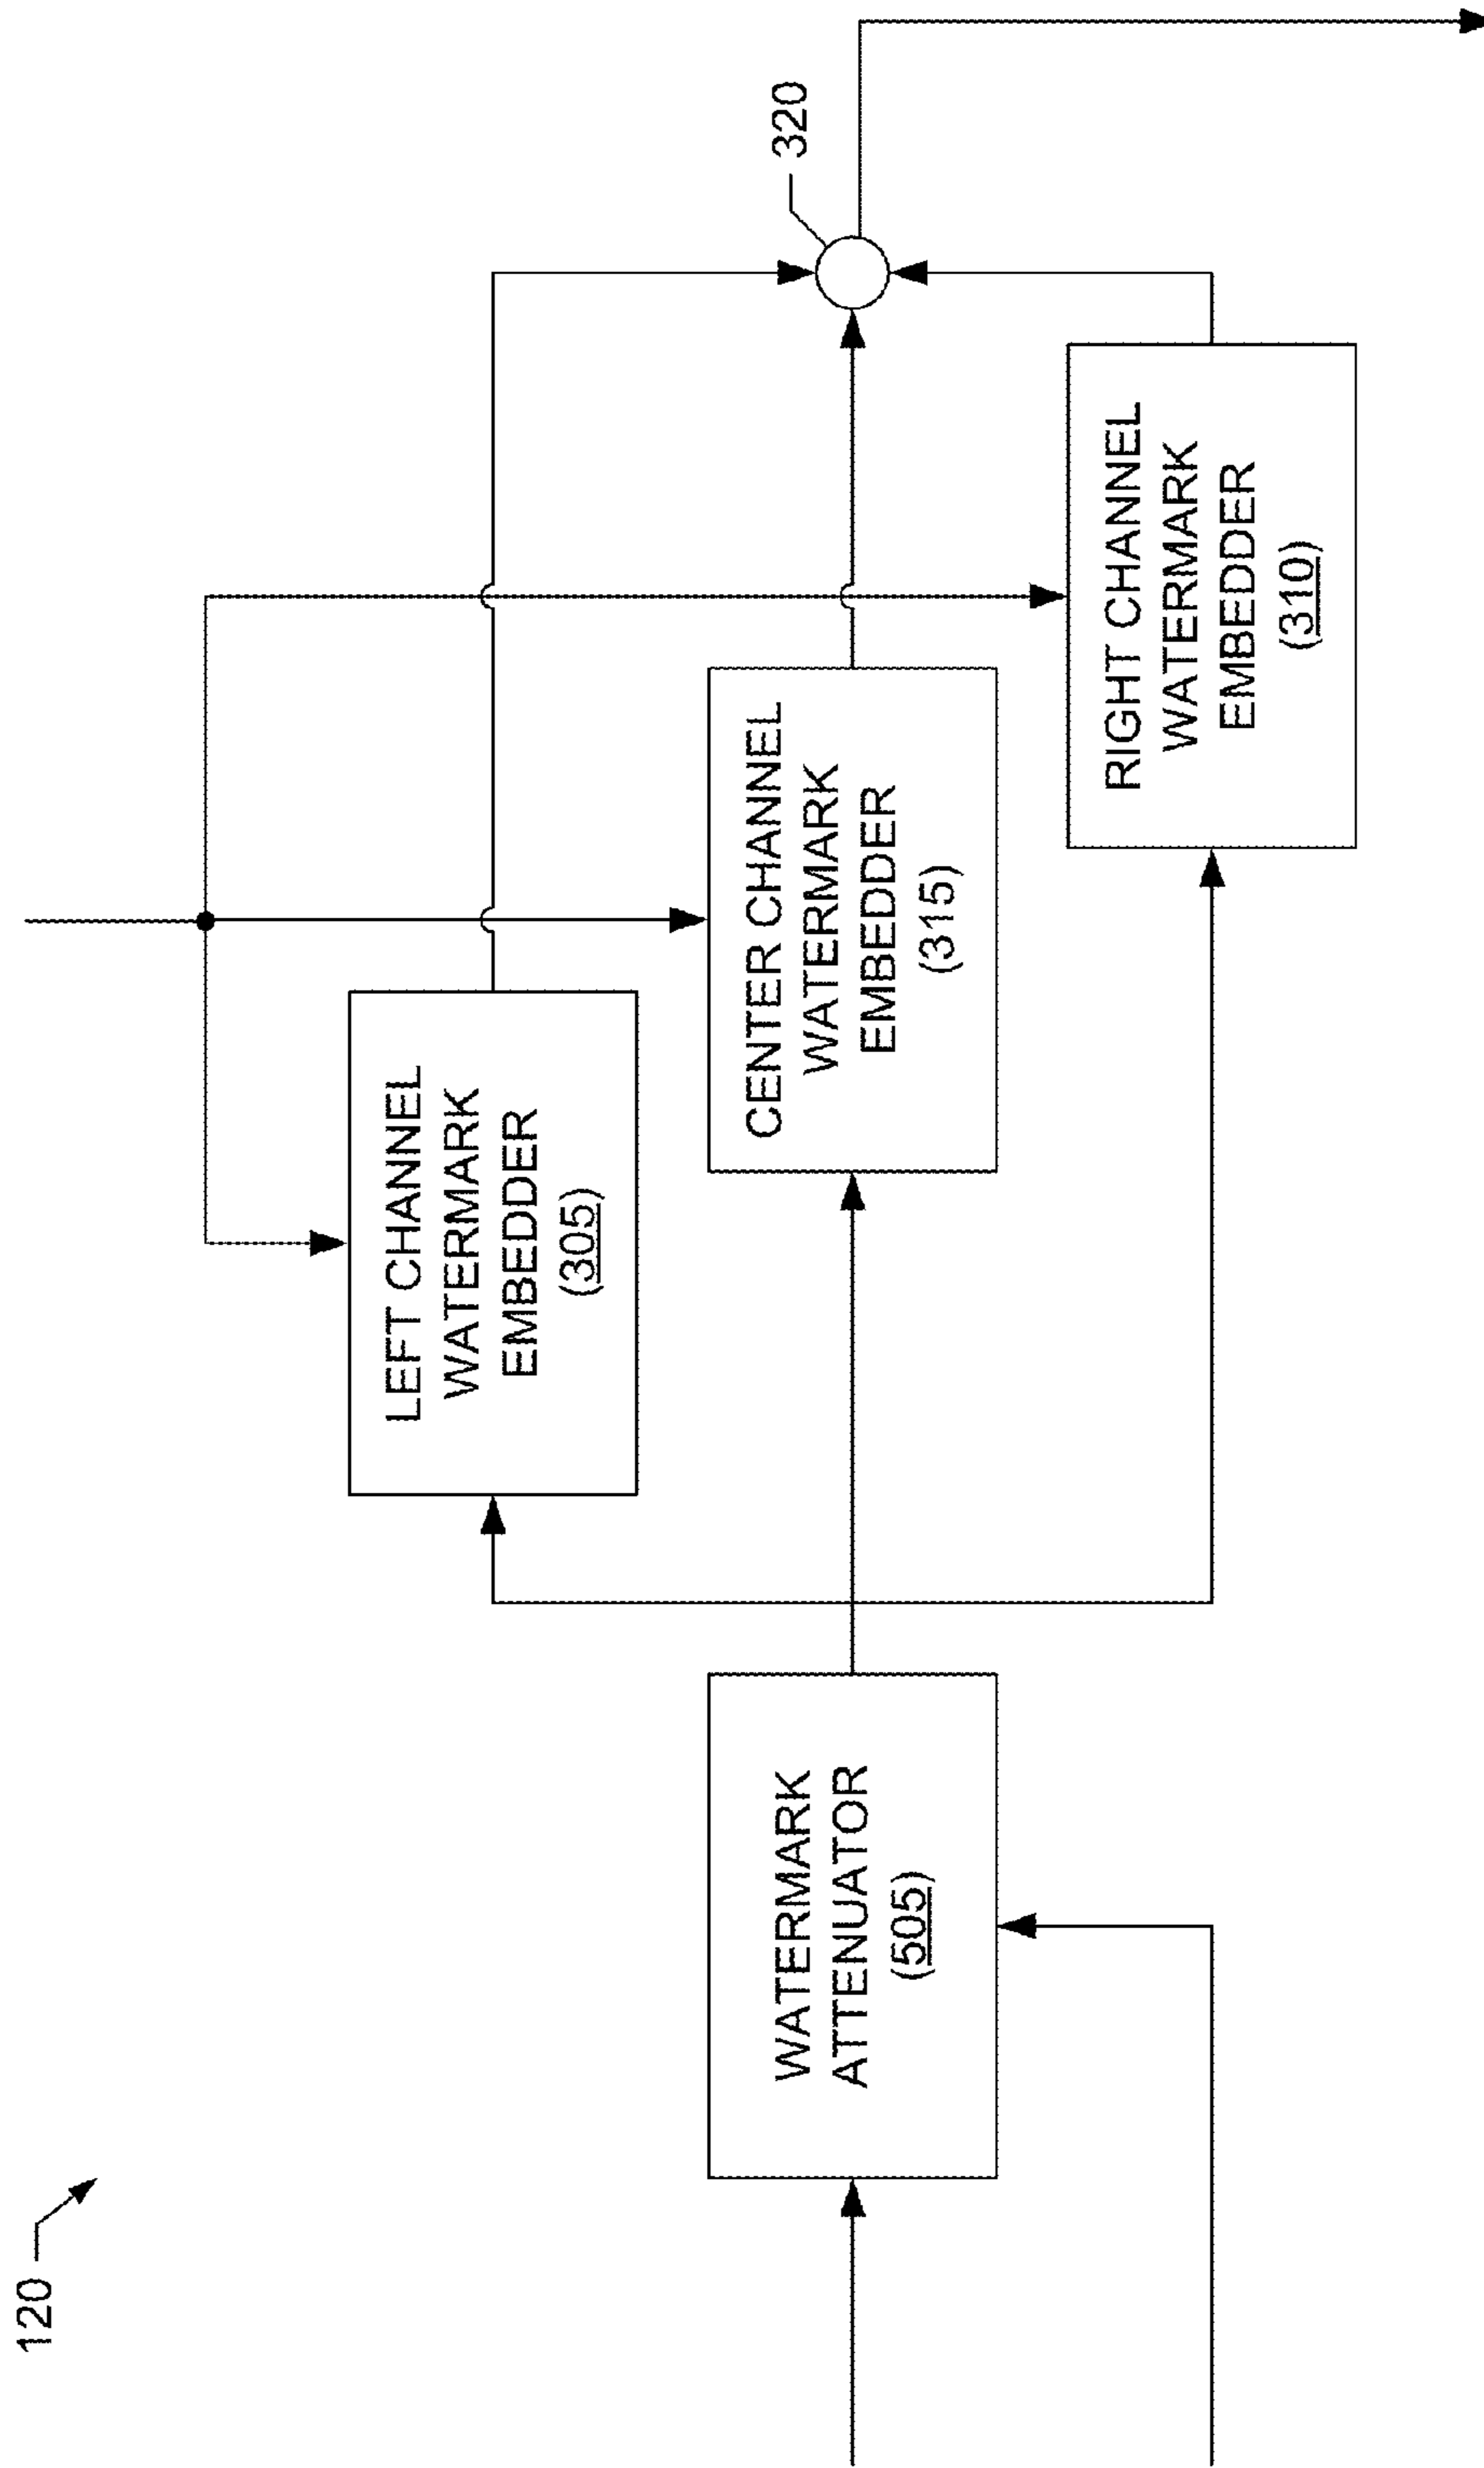 120
LEFT CHANNEL
WATERMARK
EMBEDDER
(305)
320
WATERMARK
ATTENUATOR
(505)
CENTER CHANNEL
WATERMARK
EMBEDDER
(315)
RIGHT CHANNEL
WATERMARK
EMBEDDER
(310)